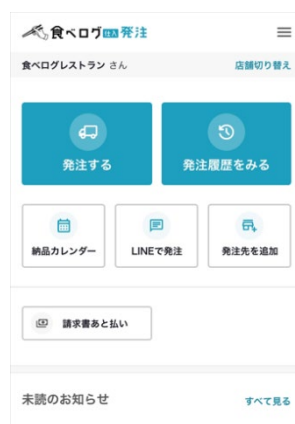 食べログ仕入発注
食べログレストラン さん 店舗切り替え
発注する 発注履歴をみる
納品カレンダー LINEで発注 発注先を追加
請求書あと払い
未読のお知らせ すべて見る